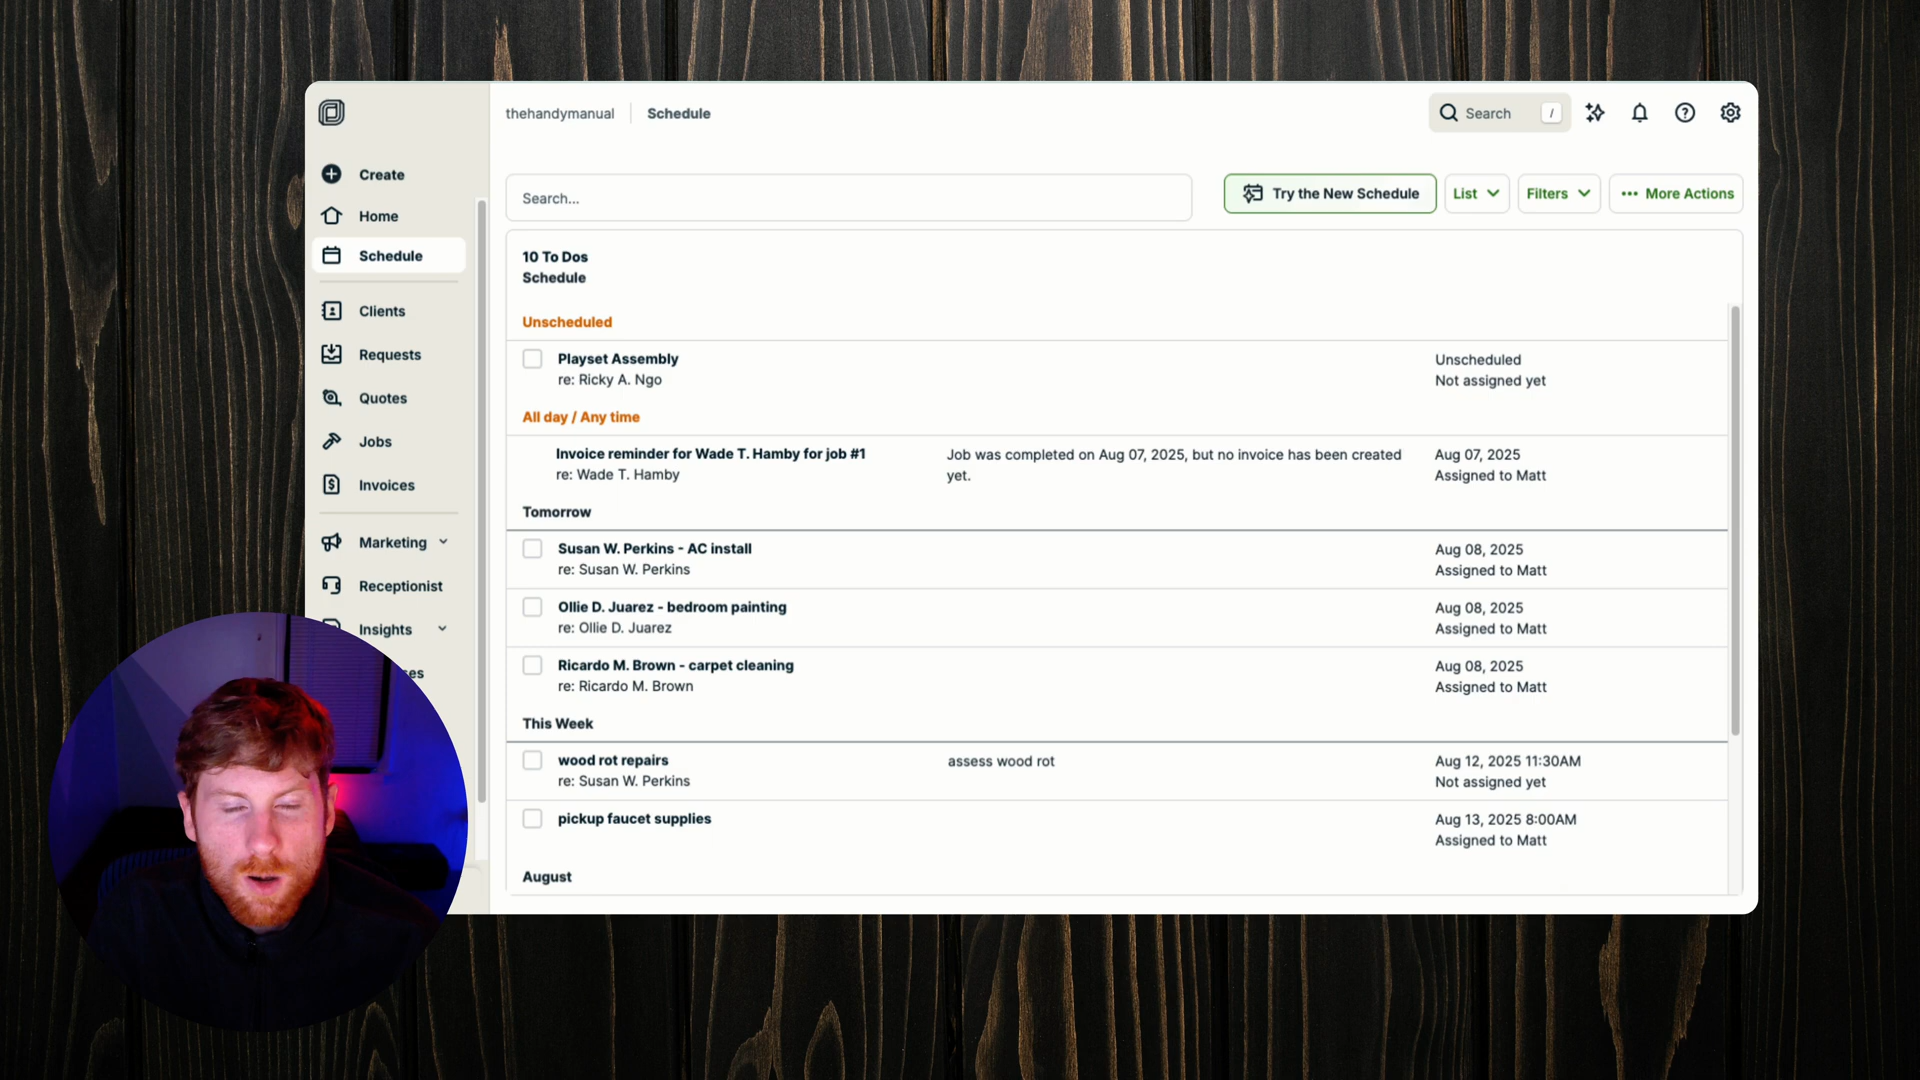 thehandymanual
Schedule
Search
/
Create
Home
Schedule
Clients
Requests
Quotes
Jobs
Invoices
Marketing
Receptionist
Insights
es
Search...
Try the New Schedule
List
Filters
More Actions
10 To Dos
Schedule
Unscheduled
Playset Assembly
re: Ricky A. Ngo
Unscheduled
Not assigned yet
All day / Any time
Invoice reminder for Wade T. Hamby for job #1
re: Wade T. Hamby
Job was completed on Aug 07, 2025, but no invoice has been created
yet.
Aug 07, 2025
Assigned to Matt
Tomorrow
Susan W. Perkins - AC install
re: Susan W. Perkins
Aug 08, 2025
Assigned to Matt
Ollie D. Juarez - bedroom painting
re: Ollie D. Juarez
Aug 08, 2025
Assigned to Matt
Ricardo M. Brown - carpet cleaning
re: Ricardo M. Brown
Aug 08, 2025
Assigned to Matt
This Week
wood rot repairs
re: Susan W. Perkins
assess wood rot
Aug 12, 2025 11:30AM
Not assigned yet
pickup faucet supplies
Aug 13, 2025 8:00AM
Assigned to Matt
August